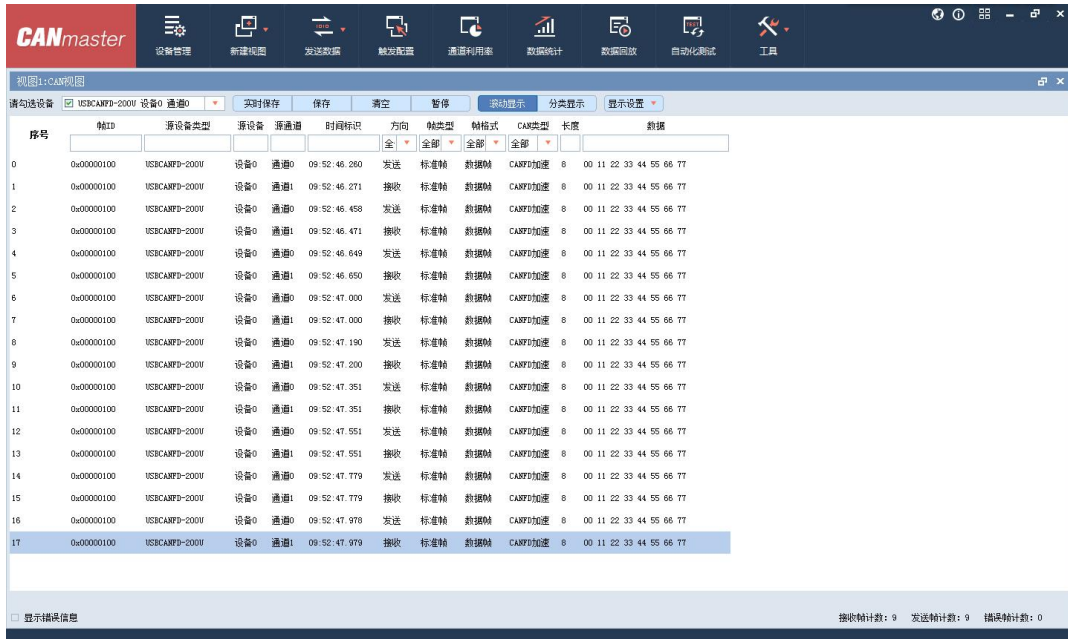 CANmaster
设备管理 新建视图 发送数据 触发配置 通道利用率 数据统计 数据回放 自动化测试 工具
视图1:CAN视图
请勾选设备 USBCANFD-200U 设备0 通道0 实时保存 保存 清空 暂停 滚动显示 分类显示 显示设置
序号 帧ID 源设备类型 源设备 源通道 时间标识 方向 帧类型 帧格式 CAN类型 长度 数据
全 全部 全部 全部
0 0x00000100 USBCANFD-200U 设备0 通道0 09:52:46.260 发送 标准帧 数据帧 CANFD加速 8 00 11 22 33 44 55 66 77
1 0x00000100 USBCANFD-200U 设备0 通道1 09:52:46.271 接收 标准帧 数据帧 CANFD加速 8 00 11 22 33 44 55 66 77
2 0x00000100 USBCANFD-200U 设备0 通道0 09:52:46.458 发送 标准帧 数据帧 CANFD加速 8 00 11 22 33 44 55 66 77
3 0x00000100 USBCANFD-200U 设备0 通道1 09:52:46.471 接收 标准帧 数据帧 CANFD加速 8 00 11 22 33 44 55 66 77
4 0x00000100 USBCANFD-200U 设备0 通道0 09:52:46.649 发送 标准帧 数据帧 CANFD加速 8 00 11 22 33 44 55 66 77
5 0x00000100 USBCANFD-200U 设备0 通道1 09:52:46.650 接收 标准帧 数据帧 CANFD加速 8 00 11 22 33 44 55 66 77
6 0x00000100 USBCANFD-200U 设备0 通道0 09:52:47.000 发送 标准帧 数据帧 CANFD加速 8 00 11 22 33 44 55 66 77
7 0x00000100 USBCANFD-200U 设备0 通道1 09:52:47.000 接收 标准帧 数据帧 CANFD加速 8 00 11 22 33 44 55 66 77
8 0x00000100 USBCANFD-200U 设备0 通道0 09:52:47.190 发送 标准帧 数据帧 CANFD加速 8 00 11 22 33 44 55 66 77
9 0x00000100 USBCANFD-200U 设备0 通道1 09:52:47.200 接收 标准帧 数据帧 CANFD加速 8 00 11 22 33 44 55 66 77
10 0x00000100 USBCANFD-200U 设备0 通道0 09:52:47.351 发送 标准帧 数据帧 CANFD加速 8 00 11 22 33 44 55 66 77
11 0x00000100 USBCANFD-200U 设备0 通道1 09:52:47.351 接收 标准帧 数据帧 CANFD加速 8 00 11 22 33 44 55 66 77
12 0x00000100 USBCANFD-200U 设备0 通道0 09:52:47.551 发送 标准帧 数据帧 CANFD加速 8 00 11 22 33 44 55 66 77
13 0x00000100 USBCANFD-200U 设备0 通道1 09:52:47.551 接收 标准帧 数据帧 CANFD加速 8 00 11 22 33 44 55 66 77
14 0x00000100 USBCANFD-200U 设备0 通道0 09:52:47.779 发送 标准帧 数据帧 CANFD加速 8 00 11 22 33 44 55 66 77
15 0x00000100 USBCANFD-200U 设备0 通道1 09:52:47.779 接收 标准帧 数据帧 CANFD加速 8 00 11 22 33 44 55 66 77
16 0x00000100 USBCANFD-200U 设备0 通道0 09:52:47.978 发送 标准帧 数据帧 CANFD加速 8 00 11 22 33 44 55 66 77
17 0x00000100 USBCANFD-200U 设备0 通道1 09:52:47.979 接收 标准帧 数据帧 CANFD加速 8 00 11 22 33 44 55 66 77
显示错误信息 接收帧计数: 9 发送帧计数: 9 错误帧计数: 0